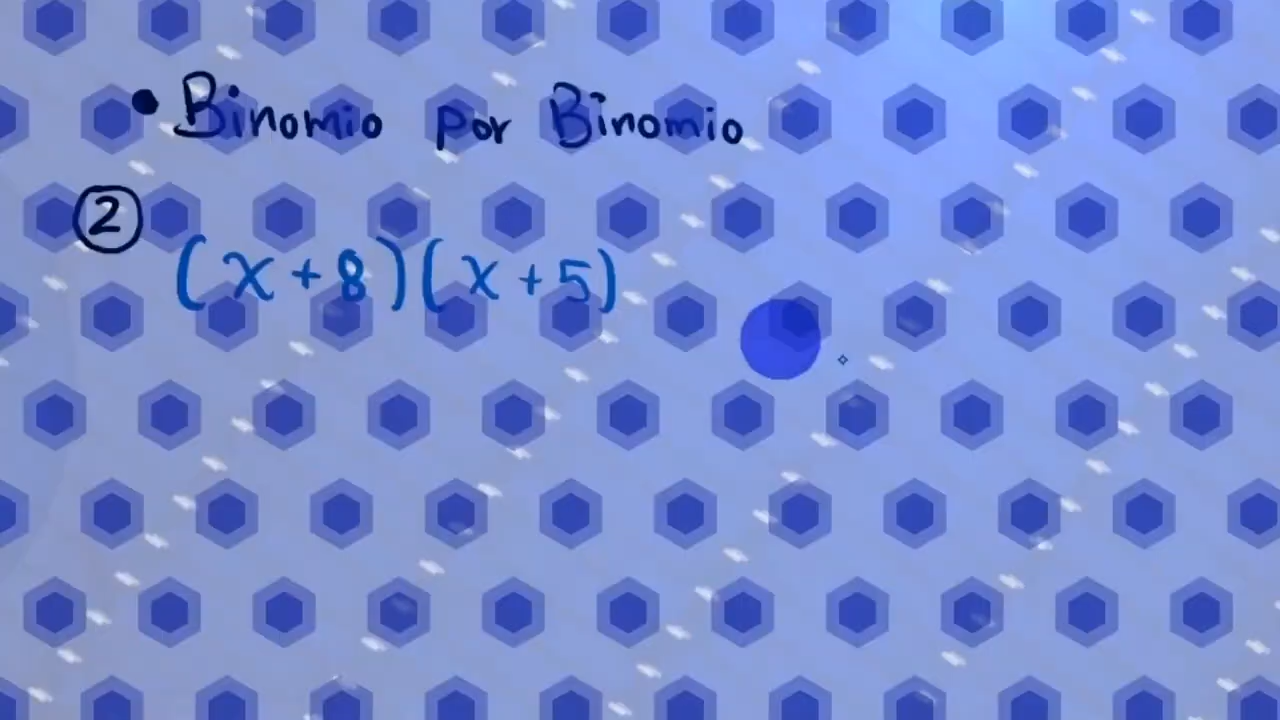 • Binomio por Binomio
②
(x+8)(x+5)